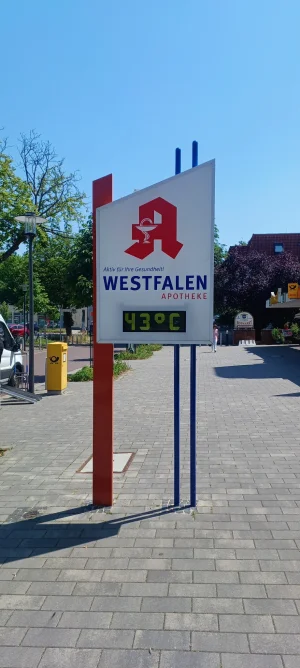 Aktiv für Ihre Gesundheit!
WESTFALEN
APOTHEKE
43°C